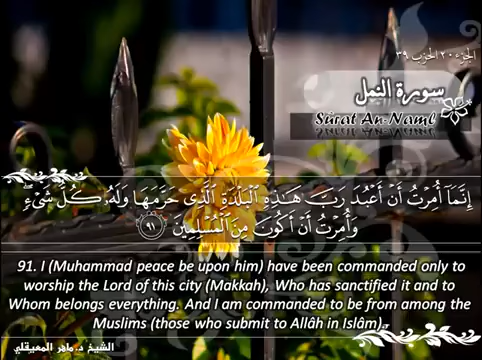 الجزء ٢٠ الحزب ٣٩
سورة النمل
Sûrat An-Naml
إِنَّمَآ أُمِرْتُ أَنْ أَعْبُدَ رَبَّ هَٰذِهِ ٱلْبَلْدَةِ ٱلَّذِى حَرَّمَهَا وَلَهُۥ كُلُّ شَىْءٍۖ
وَأُمِرْتُ أَنْ أَكُونَ مِنَ ٱلْمُسْلِمِينَ ٩١
91. I (Muhammad peace be upon him) have been commanded only to
worship the Lord of this city (Makkah), Who has sanctified it and to
Whom belongs everything. And I am commanded to be from among the
Muslims (those who submit to Allâh in Islâm).
الشيخ د. ماهر المعيقلي